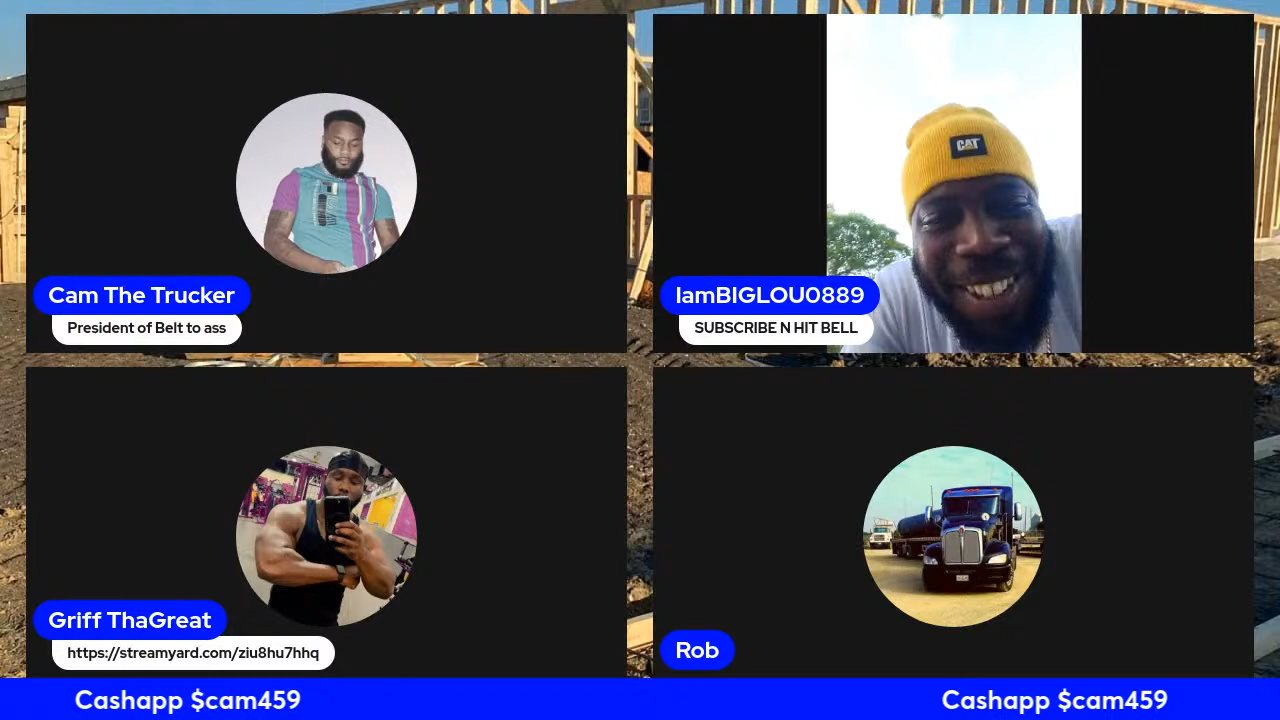 CAT
Cam The Trucker
President of Belt to ass
IamBIGLOU0889
SUBSCRIBE N HIT BELL
Griff ThaGreat
https://streamyard.com/ziu8hu7hhq
Rob
Cashapp $cam459
Cashapp $cam459